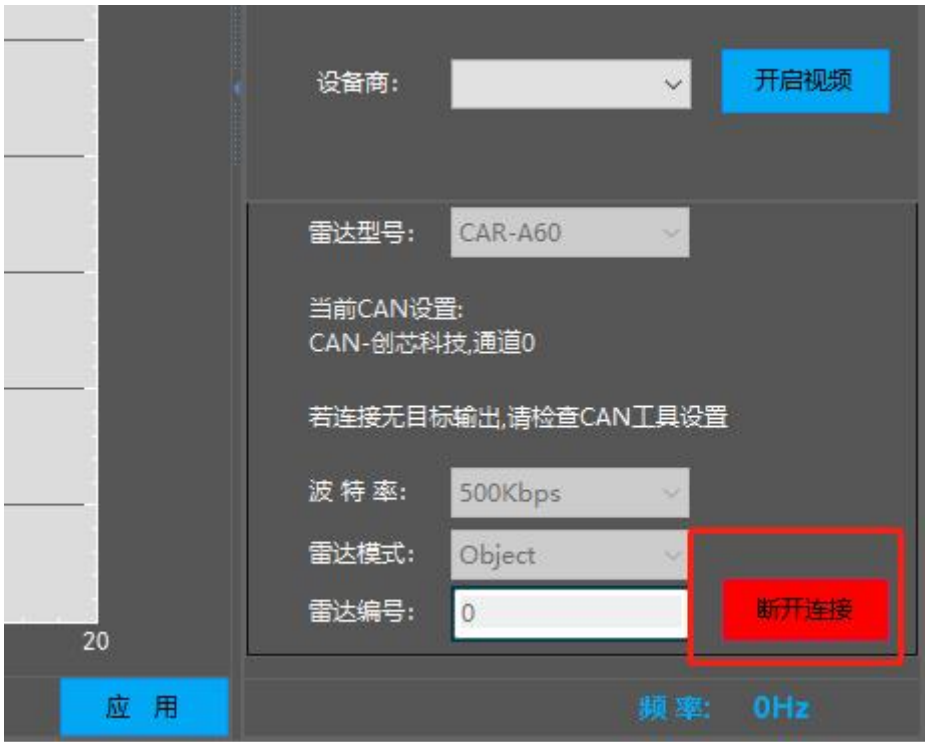 设备商:
开启视频
雷达型号:
CAR-A60
当前CAN设置:
CAN-创芯科技,通道0
若连接无目标输出,请检查CAN工具设置
波 特 率:
500Kbps
雷达模式:
Object
雷达编号:
0
断开连接
20
应 用
频 率: 0Hz